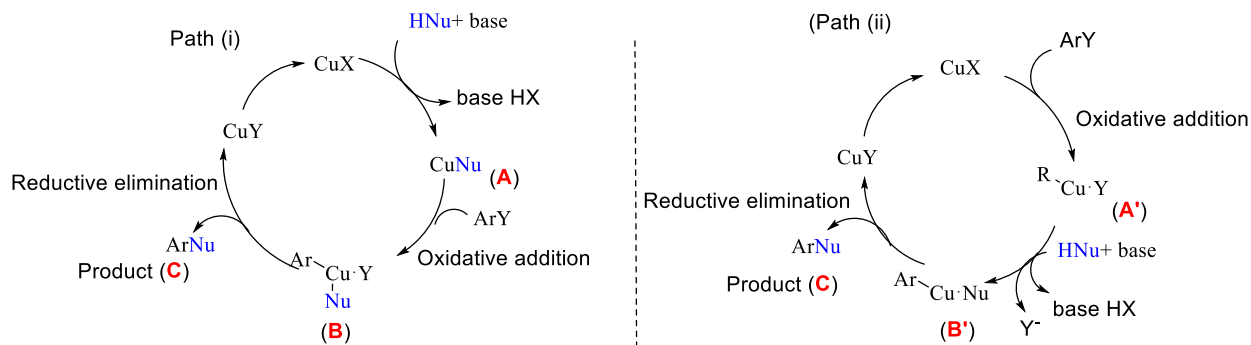 Path (i)
HNu+ base
CuX
base HX
CuY
CuNu (A)
Reductive elimination
ArY
ArNu
Oxidative addition
Product (C)
Ar
Cu·Y
Nu
(B)
(Path (ii)
ArY
CuX
Oxidative addition
CuY
R
Cu·Y
(A')
Reductive elimination
HNu+ base
ArNu
Product (C)
Ar
Cu·Nu
base HX
(B')
Y-